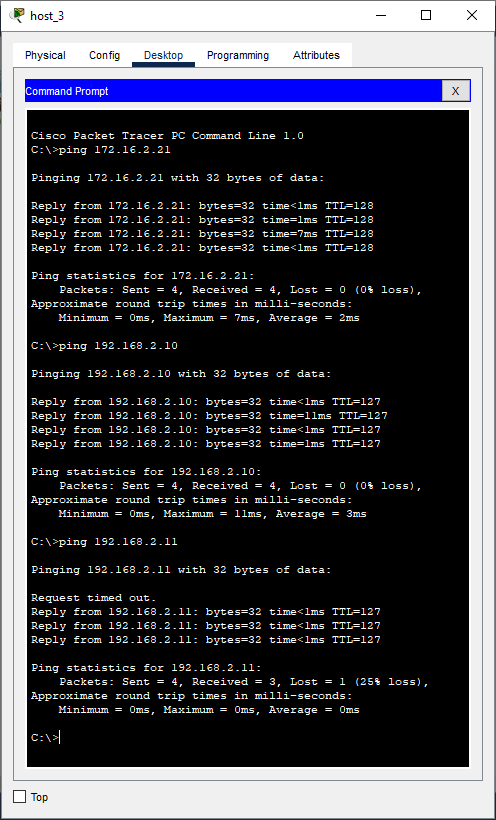 host_3
Physical Config Desktop Programming Attributes
Command Prompt X
Cisco Packet Tracer PC Command Line 1.0
C:\>ping 172.16.2.21
Pinging 172.16.2.21 with 32 bytes of data:
Reply from 172.16.2.21: bytes=32 time<1ms TTL=128
Reply from 172.16.2.21: bytes=32 time=1ms TTL=128
Reply from 172.16.2.21: bytes=32 time=7ms TTL=128
Reply from 172.16.2.21: bytes=32 time<1ms TTL=128
Ping statistics for 172.16.2.21:
Packets: Sent = 4, Received = 4, Lost = 0 (0% loss),
Approximate round trip times in milli-seconds:
Minimum = 0ms, Maximum = 7ms, Average = 2ms
C:\>ping 192.168.2.10
Pinging 192.168.2.10 with 32 bytes of data:
Reply from 192.168.2.10: bytes=32 time<1ms TTL=127
Reply from 192.168.2.10: bytes=32 time=11ms TTL=127
Reply from 192.168.2.10: bytes=32 time<1ms TTL=127
Reply from 192.168.2.10: bytes=32 time=1ms TTL=127
Ping statistics for 192.168.2.10:
Packets: Sent = 4, Received = 4, Lost = 0 (0% loss),
Approximate round trip times in milli-seconds:
Minimum = 0ms, Maximum = 11ms, Average = 3ms
C:\>ping 192.168.2.11
Pinging 192.168.2.11 with 32 bytes of data:
Request timed out.
Reply from 192.168.2.11: bytes=32 time<1ms TTL=127
Reply from 192.168.2.11: bytes=32 time<1ms TTL=127
Reply from 192.168.2.11: bytes=32 time<1ms TTL=127
Ping statistics for 192.168.2.11:
Packets: Sent = 4, Received = 3, Lost = 1 (25% loss),
Approximate round trip times in milli-seconds:
Minimum = 0ms, Maximum = 0ms, Average = 0ms
C:\>
Top